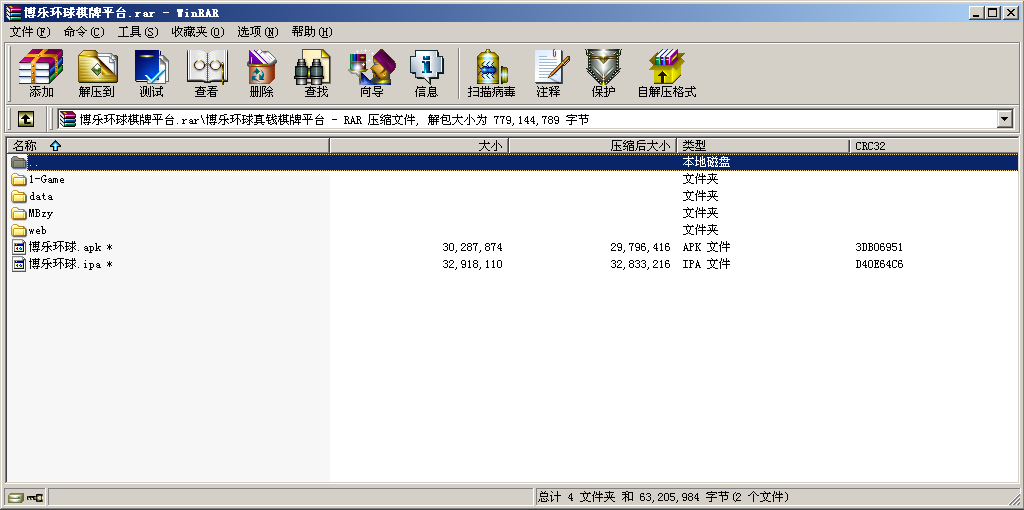 博乐环球棋牌平台.rar - WinRAR
文件(F) 命令(C) 工具(S) 收藏夹(O) 选项(N) 帮助(H)
添加 解压到 测试 查看 删除 查找 向导 信息 扫描病毒 注释 保护 自解压格式
博乐环球棋牌平台.rar\博乐环球真钱棋牌平台 - RAR 压缩文件, 解包大小为 779,144,789 字节
名称 大小 压缩后大小 类型 CRC32
.. 本地磁盘
1-Game 文件夹
data 文件夹
MBzy 文件夹
web 文件夹
博乐环球.apk * 30,287,874 29,796,416 APK 文件 3DB06951
博乐环球.ipa * 32,918,110 32,833,216 IPA 文件 D40E64C6
总计 4 文件夹 和 63,205,984 字节(2 个文件)